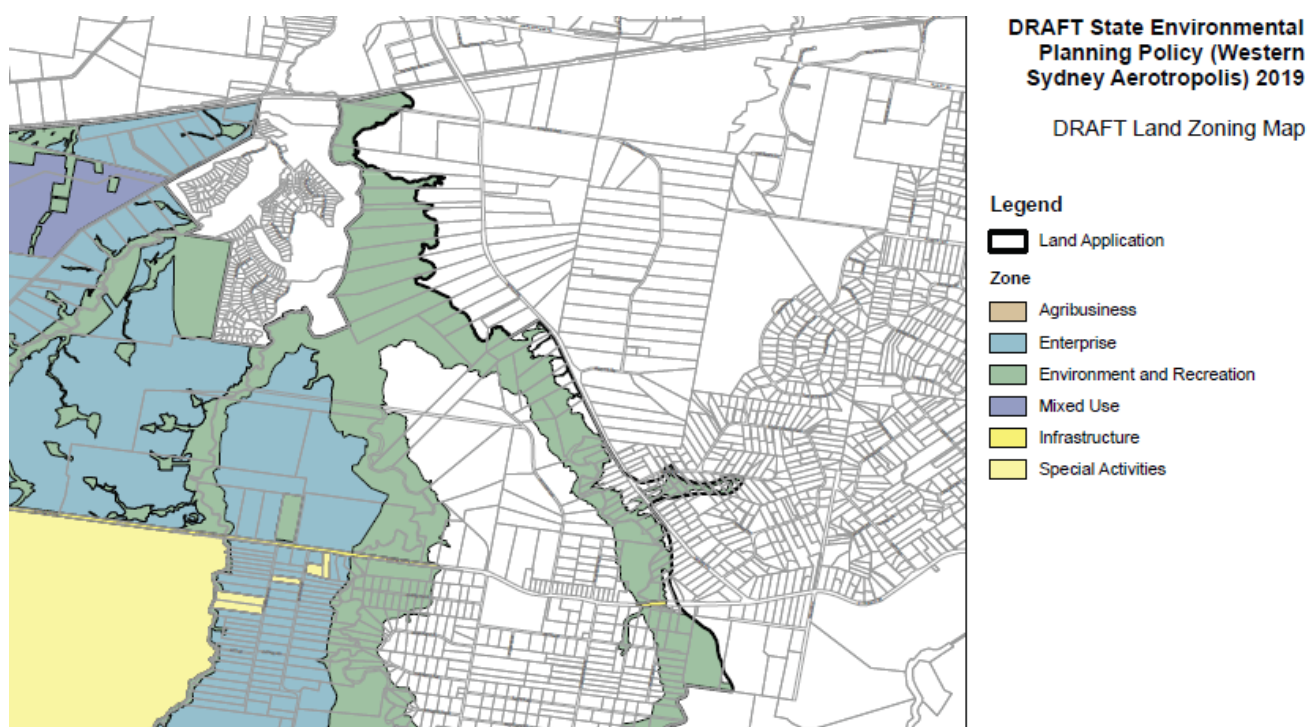 DRAFT State Environmental
Planning Policy (Western
Sydney Aerotropolis) 2019
DRAFT Land Zoning Map
Legend
Land Application
Zone
Agribusiness
Enterprise
Environment and Recreation
Mixed Use
Infrastructure
Special Activities